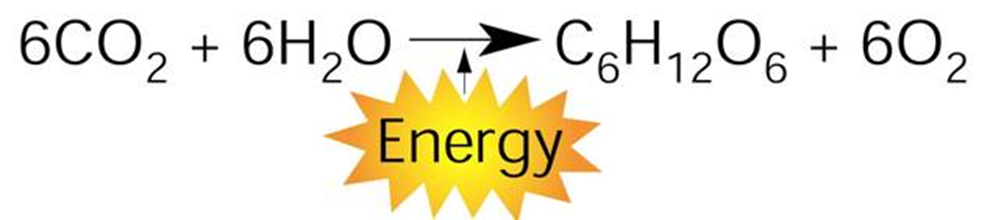 6CO₂ + 6H₂O ⟶ C₆H₁₂O₆ + 6O₂
Energy